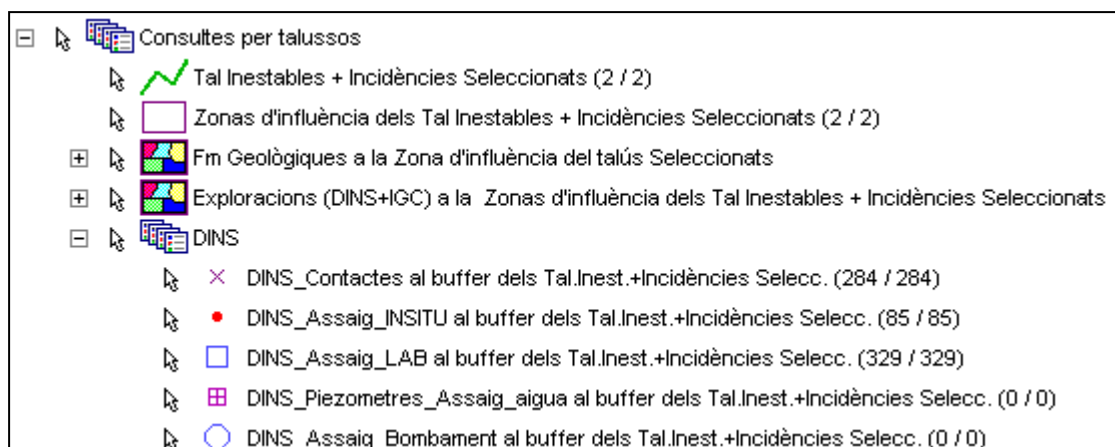 Consultes per talussos
Tal Inestables + Incidències Seleccionats (2 / 2)
Zonas d'influència dels Tal Inestables + Incidències Seleccionats (2 / 2)
Fm Geològiques a la Zona d'influència del talús Seleccionats
Exploracions (DINS+IGC) a la Zonas d'influència dels Tal Inestables + Incidències Seleccionats
DINS
DINS_Contactes al buffer dels Tal.Inest.+Incidències Selecc. (284 / 284)
DINS_Assaig_INSITU al buffer dels Tal.Inest.+Incidències Selecc. (85 / 85)
DINS_Assaig_LAB al buffer dels Tal.Inest.+Incidències Selecc. (329 / 329)
DINS_Piezometres_Assaig_aigua al buffer dels Tal.Inest.+Incidències Selecc. (0 / 0)
DINS_Assaig_Bombament al buffer dels Tal.Inest.+Incidències Selecc. (0 / 0)